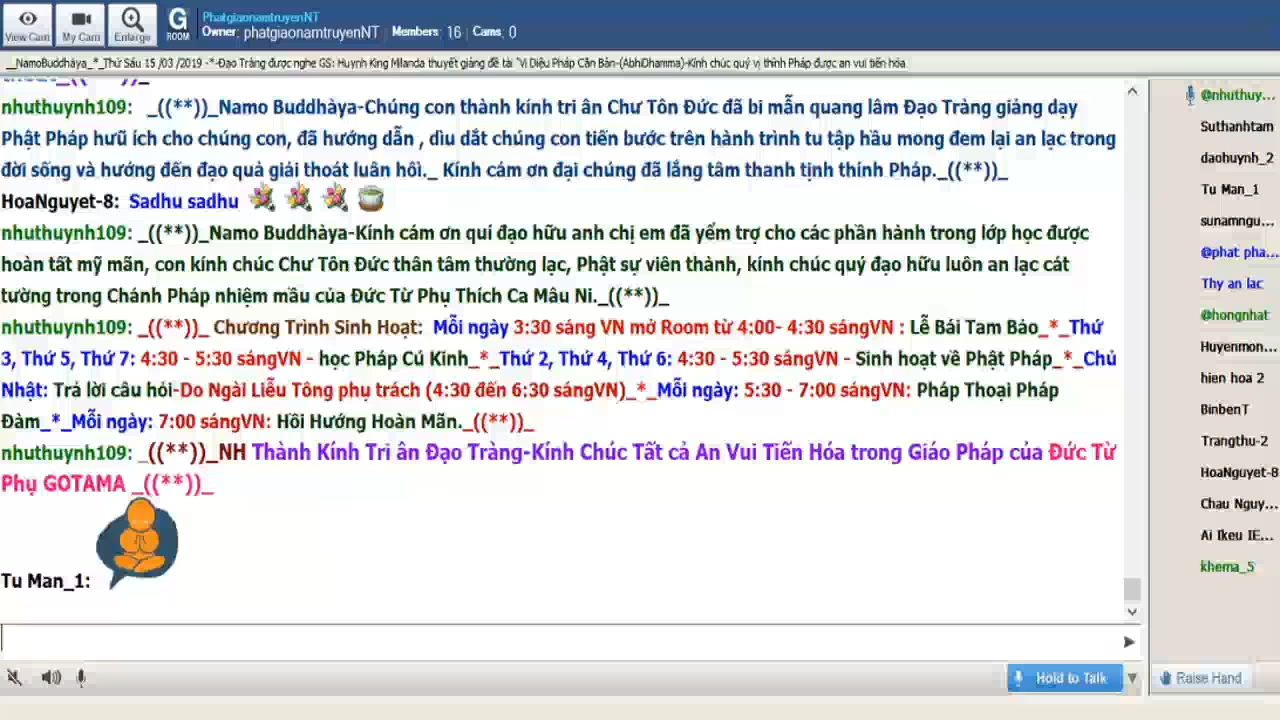 PhatgiaonamtruyenNT
Owner: phatgiaonamtruyenNT | Members: 16 | Cams: 0
View Cam My Cam Enlarge G ROOM
__NamoBuddhàya_*_Thứ Sáu 15 /03 /2019 -*-Đạo Tràng được nghe GS: Huynh King Milanda thuyết giảng đề tài "Vi Diệu Pháp Căn Bản-(AbhiDhamma)-Kính chúc quý vị thính Pháp được an vui tiến hóa
nhuthuynh109: _((**))_Namo Buddhàya-Chúng con thành kính tri ân Chư Tôn Đức đã bi mẫn quang lâm Đạo Tràng giảng dạy
Phật Pháp hưũ ích cho chúng con, đã hướng dẫn , dìu dắt chúng con tiến bước trên hành trình tu tập hầu mong đem lại an lạc trong
đời sống và hướng đến đạo quả giải thoát luân hồi._ Kính cám ơn đại chúng đã lắng tâm thanh tịnh thính Pháp._((**))_
HoaNguyet-8: Sadhu sadhu
nhuthuynh109: _((**))_Namo Buddhàya-Kính cám ơn quí đạo hữu anh chị em đã yểm trợ cho các phần hành trong lớp học được
hoàn tất mỹ mãn, con kính chúc Chư Tôn Đức thân tâm thường lạc, Phật sự viên thành, kính chúc quý đạo hữu luôn an lạc cát
tường trong Chánh Pháp nhiệm mầu của Đức Từ Phụ Thích Ca Mâu Ni._((**))_
nhuthuynh109: _((**))_ Chương Trình Sinh Hoạt: Mỗi ngày 3:30 sáng VN mở Room từ 4:00- 4:30 sángVN : Lễ Bái Tam Bảo_*_Thứ
3, Thứ 5, Thứ 7: 4:30 - 5:30 sángVN - học Pháp Cú Kinh_*_Thứ 2, Thứ 4, Thứ 6: 4:30 - 5:30 sángVN - Sinh hoạt về Phật Pháp_*_Chủ
Nhật: Trả lời câu hỏi-Do Ngài Liễu Tông phụ trách (4:30 đến 6:30 sángVN)_*_Mỗi ngày: 5:30 - 7:00 sángVN: Pháp Thoại Pháp
Đàm_*_Mỗi ngày: 7:00 sángVN: Hồi Hướng Hoàn Mãn._((**))_
nhuthuynh109: _((**))_NH Thành Kính Tri ân Đạo Tràng-Kính Chúc Tất cả An Vui Tiến Hóa trong Giáo Pháp của Đức Từ
Phụ GOTAMA _((**))_
Tu Man_1:
@nhuthuy...
Suthanhtam
daohuynh_2
Tu Man_1
sunamngu...
@phat pha...
Thy an lac
@hongnhat
Huyenmon...
hien hoa 2
BinbenT
Trangthu-2
HoaNguyet-8
Chau Nguy...
Ai Ikeu IE...
khema_5
Hold to Talk
Raise Hand